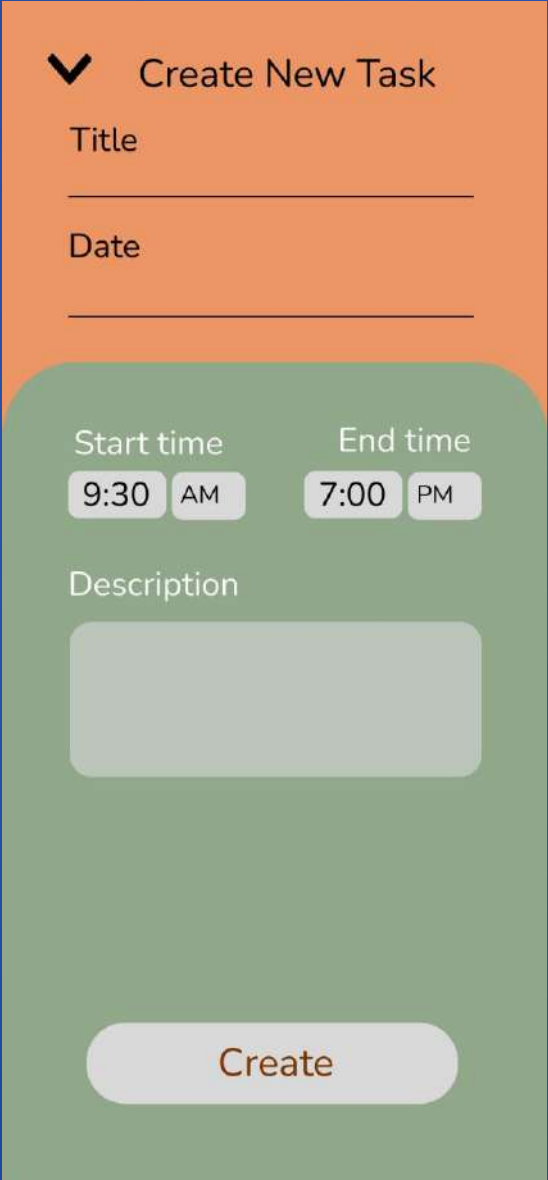 Create New Task
Title
Date
Start time End time
9:30 AM 7:00 PM
Description
Create